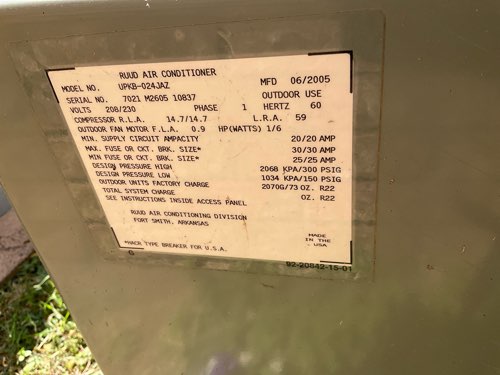 RUUD AIR CONDITIONER
MODEL NO. UPKB-024JAZ MFD 06/2005
SERIAL NO. 7021 M2605 10837 OUTDOOR USE
VOLTS 208/230 PHASE 1 HERTZ 60
COMPRESSOR R.L.A. 14.7/14.7 L.R.A. 59
OUTDOOR FAN MOTOR F.L.A. 0.9 HP(WATTS) 1/6
MIN. SUPPLY CIRCUIT AMPACITY 20/20 AMP
MAX. FUSE OR CKT. BRK. SIZE* 30/30 AMP
MIN FUSE OR CKT. BRK. SIZE* 25/25 AMP
DESIGN PRESSURE HIGH 2068 KPA/300 PSIG
DESIGN PRESSURE LOW 1034 KPA/150 PSIG
OUTDOOR UNITS FACTORY CHARGE 2070G/73 OZ. R22
TOTAL SYSTEM CHARGE OZ. R22
SEE INSTRUCTIONS INSIDE ACCESS PANEL
RUUD AIR CONDITIONING DIVISION
FORT SMITH, ARKANSAS
MADE
IN THE
USA
*HACR TYPE BREAKER FOR U.S.A.
6 92-20842-15-01